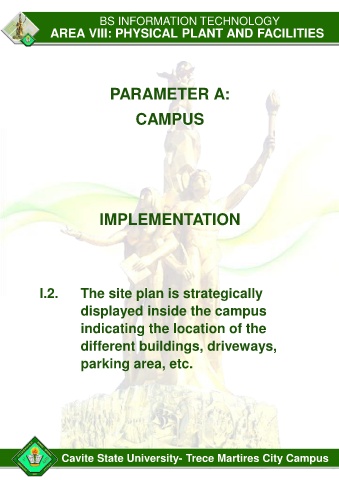 BS INFORMATION TECHNOLOGY
AREA VIII: PHYSICAL PLANT AND FACILITIES
PARAMETER A:
CAMPUS
IMPLEMENTATION
I.2. The site plan is strategically
displayed inside the campus
indicating the location of the
different buildings, driveways,
parking area, etc.
Cavite State University- Trece Martires City Campus